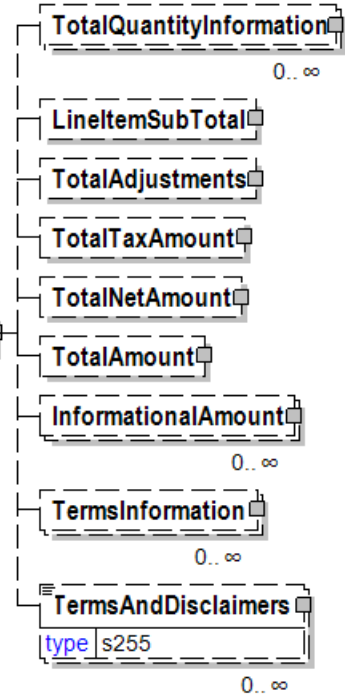 TotalQuantityInformation
0.. ∞
LineItemSubTotal
TotalAdjustments
TotalTaxAmount
TotalNetAmount
TotalAmount
InformationalAmount
0.. ∞
TermsInformation
0.. ∞
TermsAndDisclaimers
type s255
0.. ∞